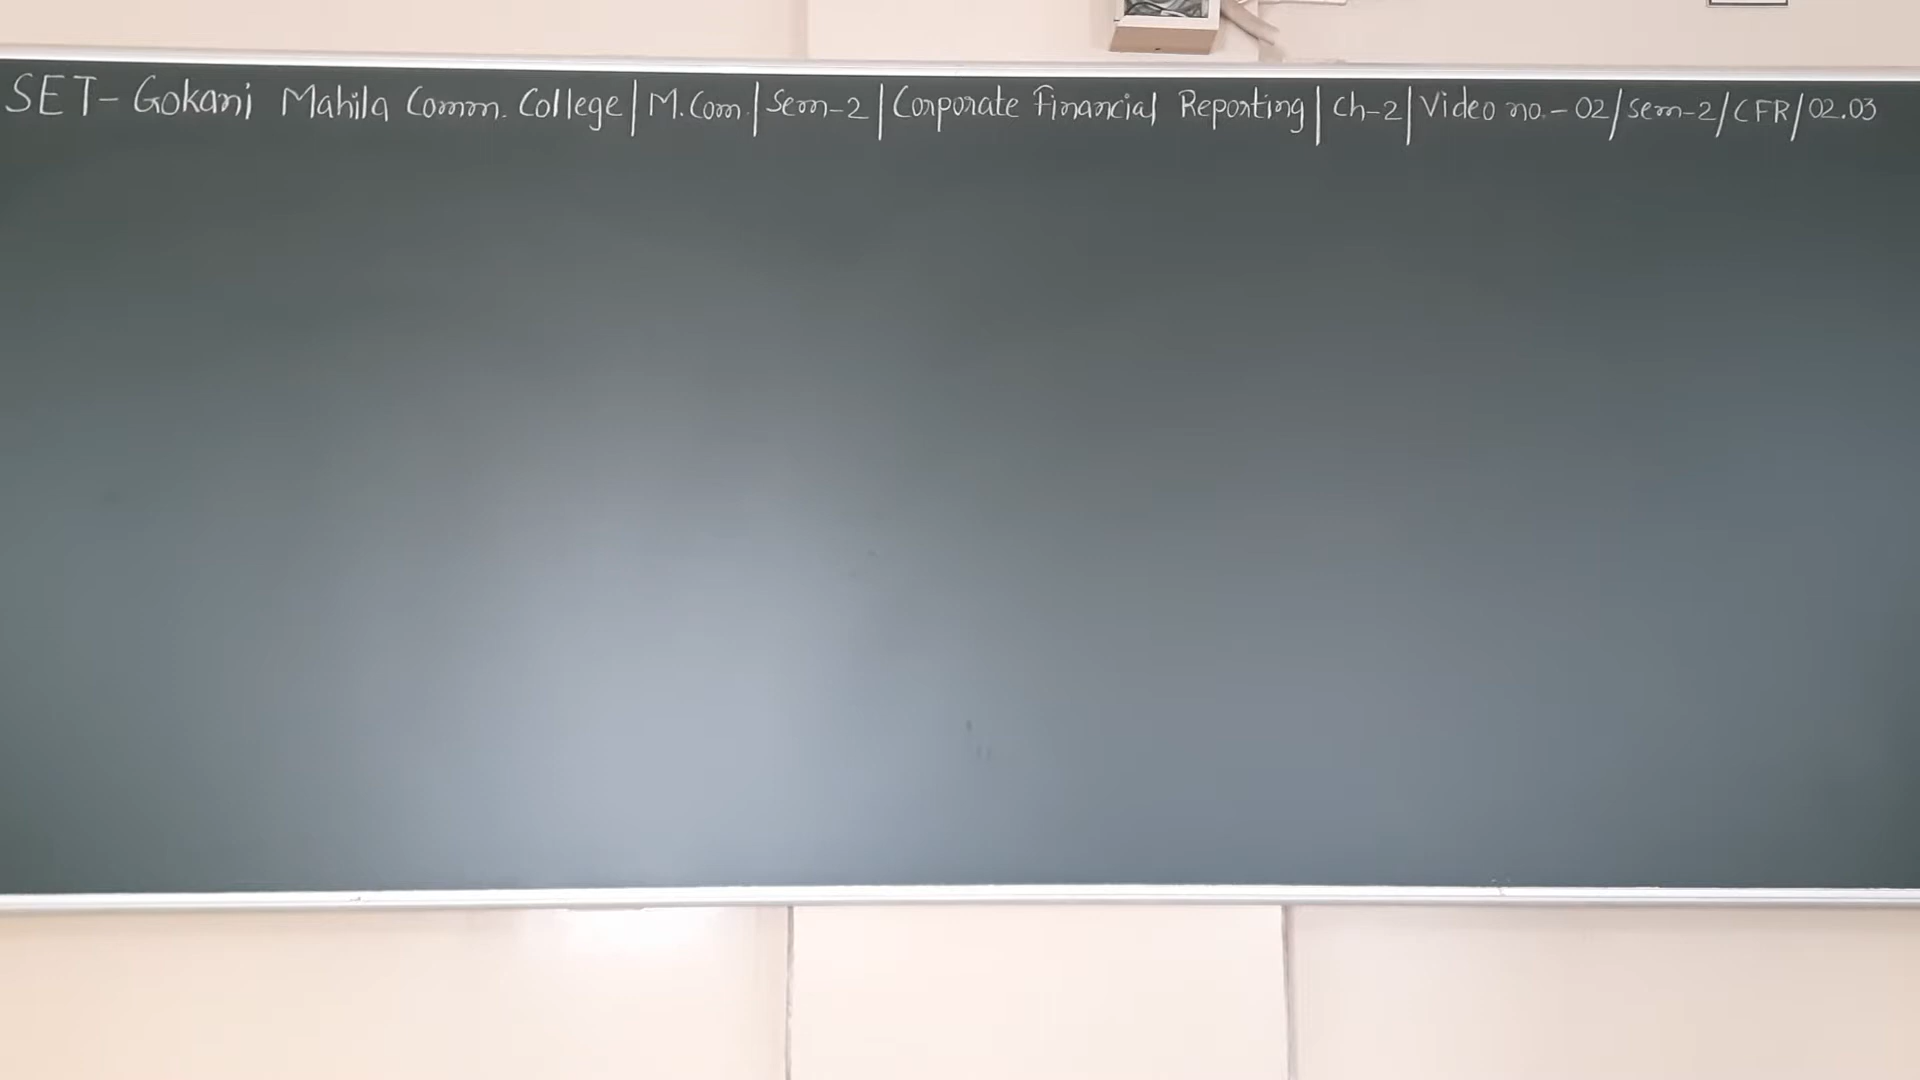 SET- Gokani Mahila Comm. College | M.Com. | Sem-2 | Corporate Financial Reporting | Ch-2 | Video no. - 02/sem-2/CFR/02.03